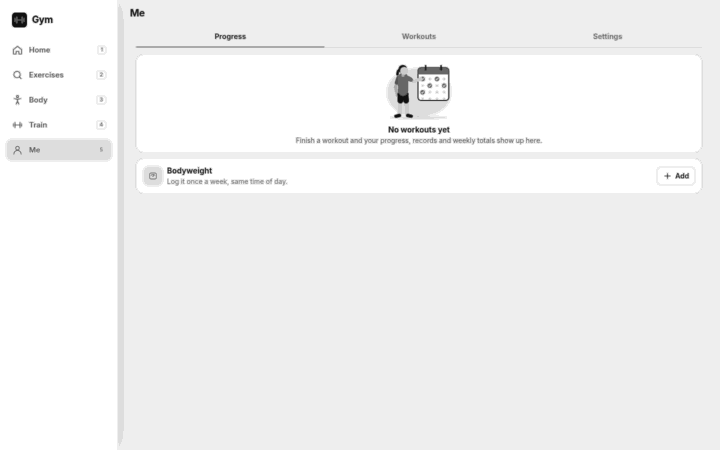 Gym
Home 1
Exercises 2
Body 3
Train 4
Me 5
Me
Progress
Workouts
Settings
No workouts yet
Finish a workout and your progress, records and weekly totals show up here.
Bodyweight
Log it once a week, same time of day.
+ Add